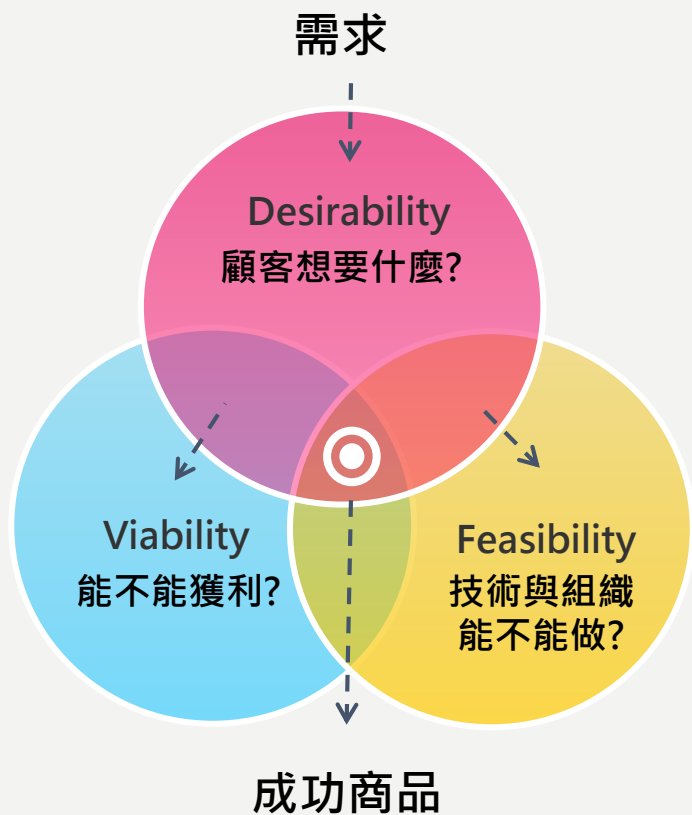 需求
Desirability
顧客想要什麼?
Viability
能不能獲利?
Feasibility
技術與組織
能不能做?
成功商品